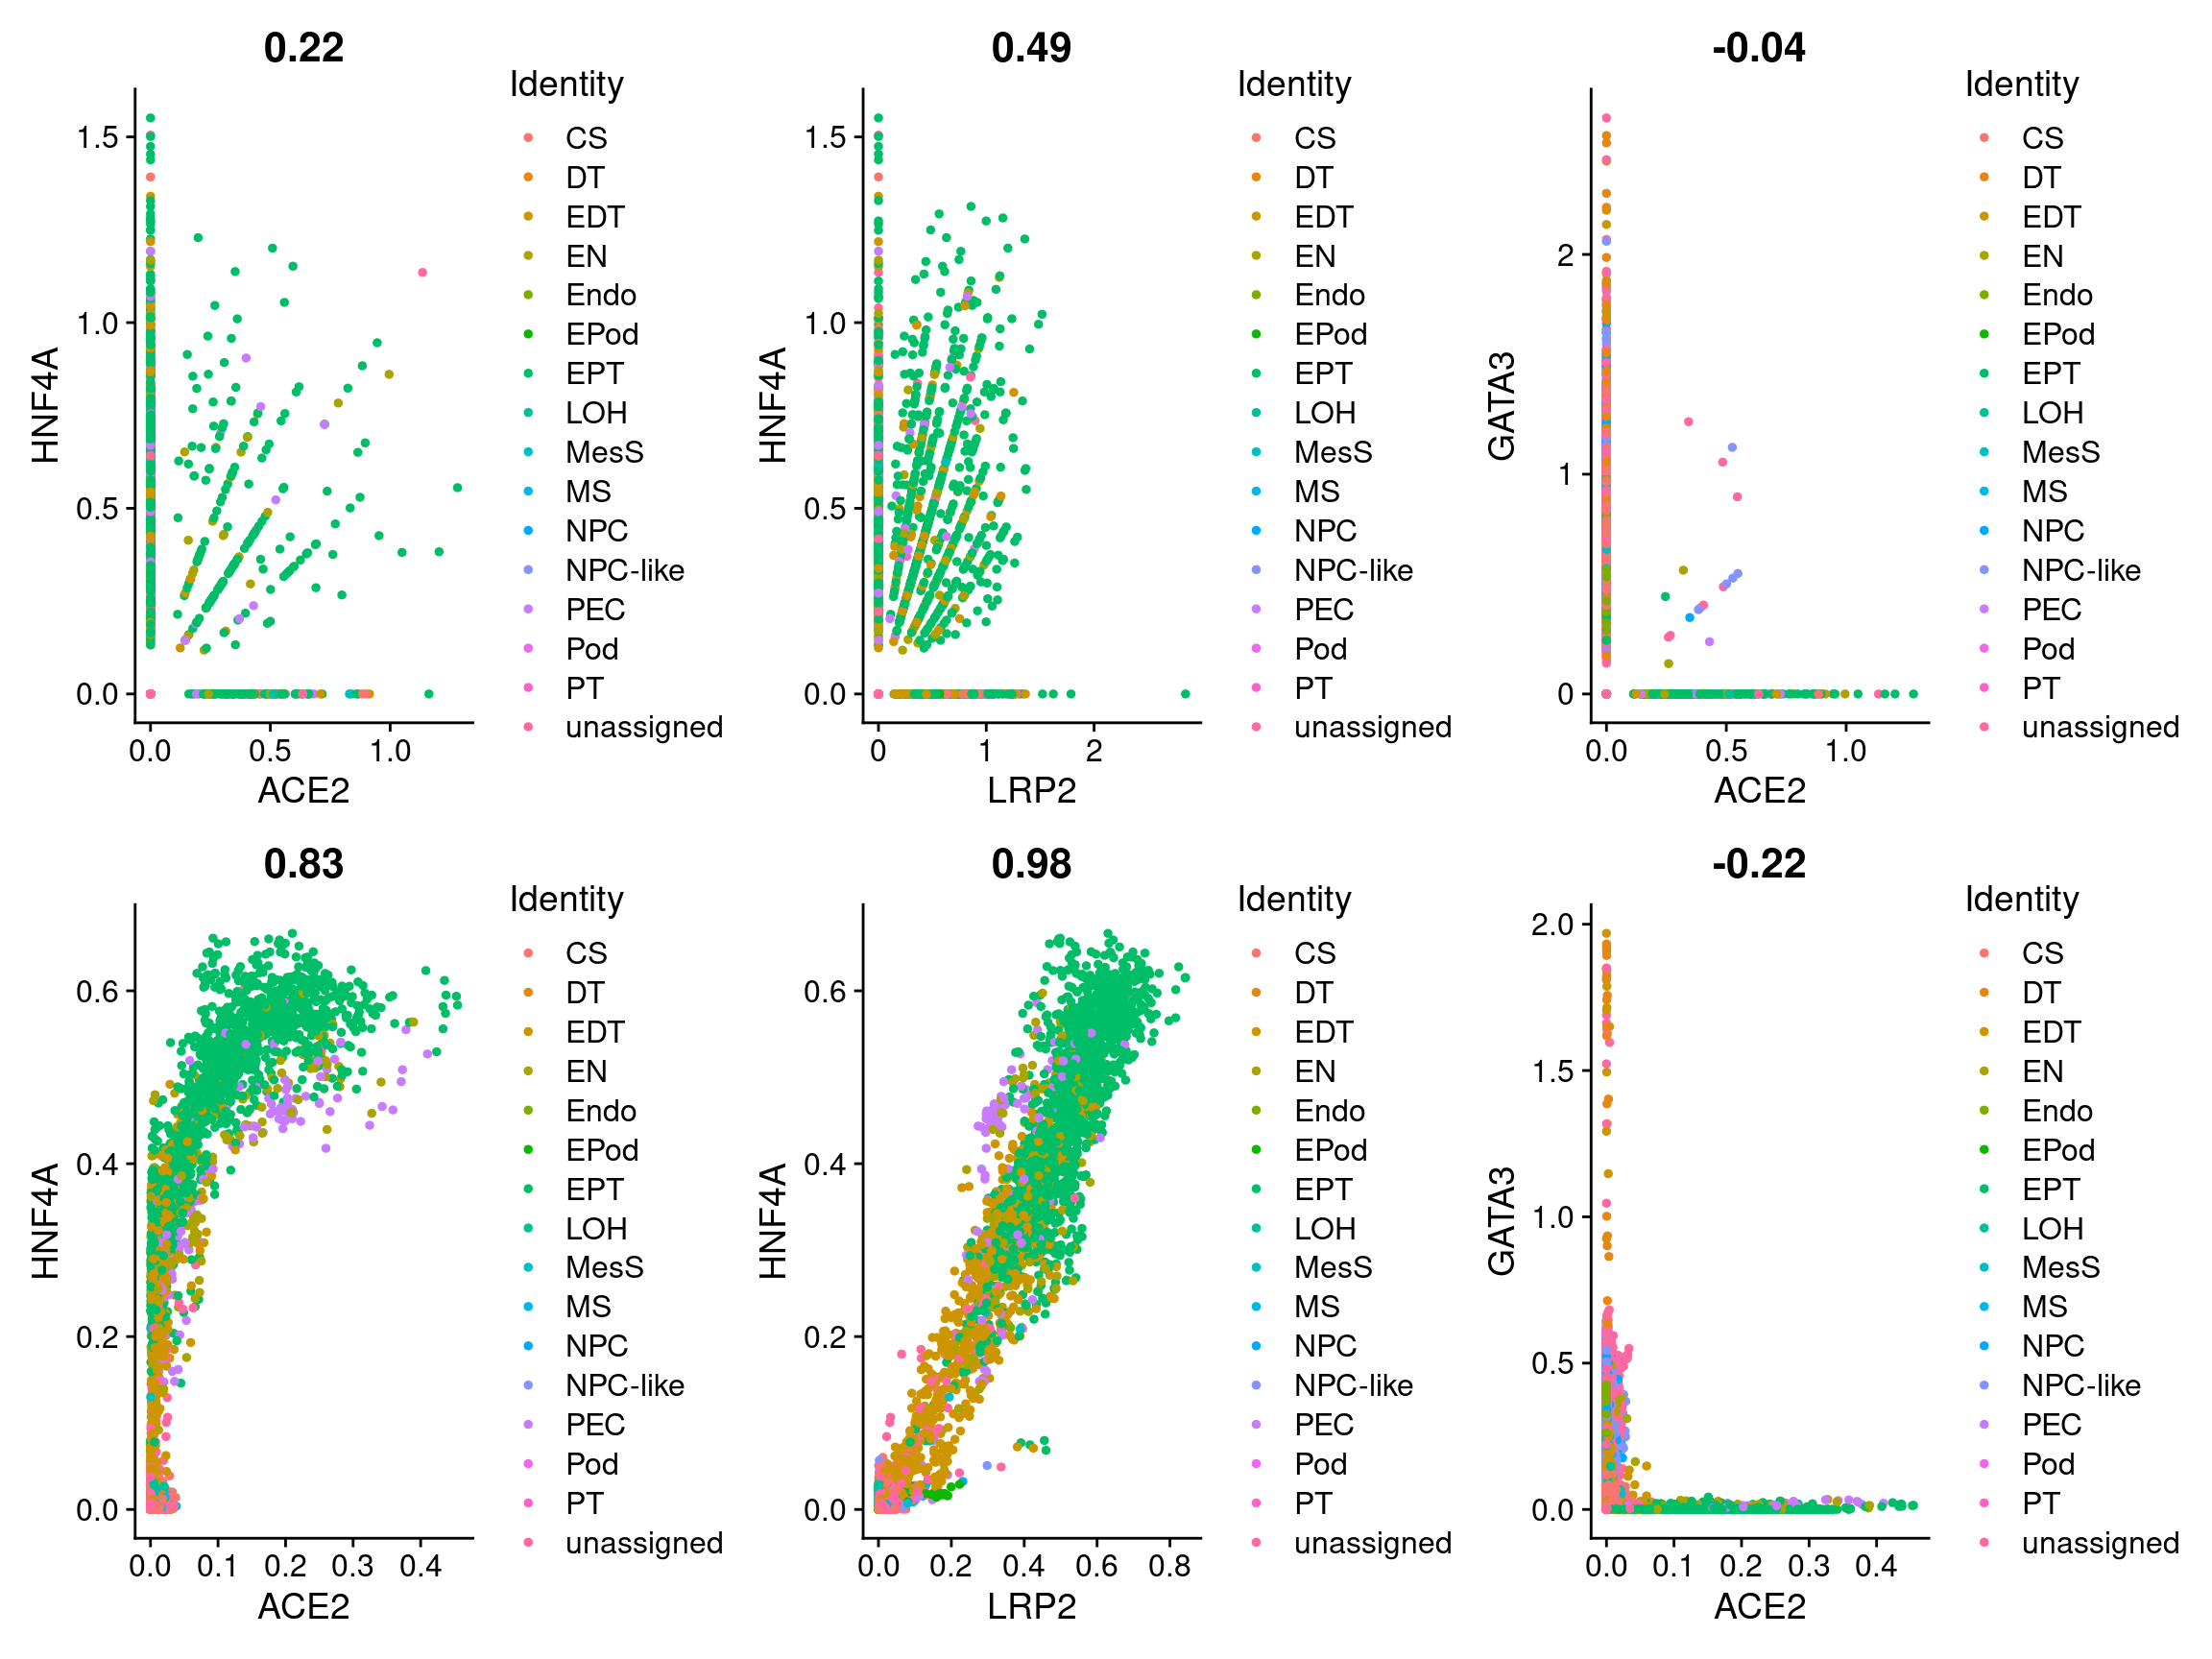 0.22
Identity
CS
DT
EDT
EN
Endo
EPod
EPT
LOH
MesS
MS
NPC
NPC-like
PEC
Pod
PT
unassigned
HNF4A
1.5
1.0
0.5
0.0
0.0 0.5 1.0
ACE2
0.49
Identity
CS
DT
EDT
EN
Endo
EPod
EPT
LOH
MesS
MS
NPC
NPC-like
PEC
Pod
PT
unassigned
HNF4A
1.5
1.0
0.5
0.0
0 1 2
LRP2
-0.04
Identity
CS
DT
EDT
EN
Endo
EPod
EPT
LOH
MesS
MS
NPC
NPC-like
PEC
Pod
PT
unassigned
GATA3
2
1
0
0.0 0.5 1.0
ACE2
0.83
Identity
CS
DT
EDT
EN
Endo
EPod
EPT
LOH
MesS
MS
NPC
NPC-like
PEC
Pod
PT
unassigned
HNF4A
0.6
0.4
0.2
0.0
0.0 0.1 0.2 0.3 0.4
ACE2
0.98
Identity
CS
DT
EDT
EN
Endo
EPod
EPT
LOH
MesS
MS
NPC
NPC-like
PEC
Pod
PT
unassigned
HNF4A
0.6
0.4
0.2
0.0
0.0 0.2 0.4 0.6 0.8
LRP2
-0.22
Identity
CS
DT
EDT
EN
Endo
EPod
EPT
LOH
MesS
MS
NPC
NPC-like
PEC
Pod
PT
unassigned
GATA3
2.0
1.5
1.0
0.5
0.0
0.0 0.1 0.2 0.3 0.4
ACE2